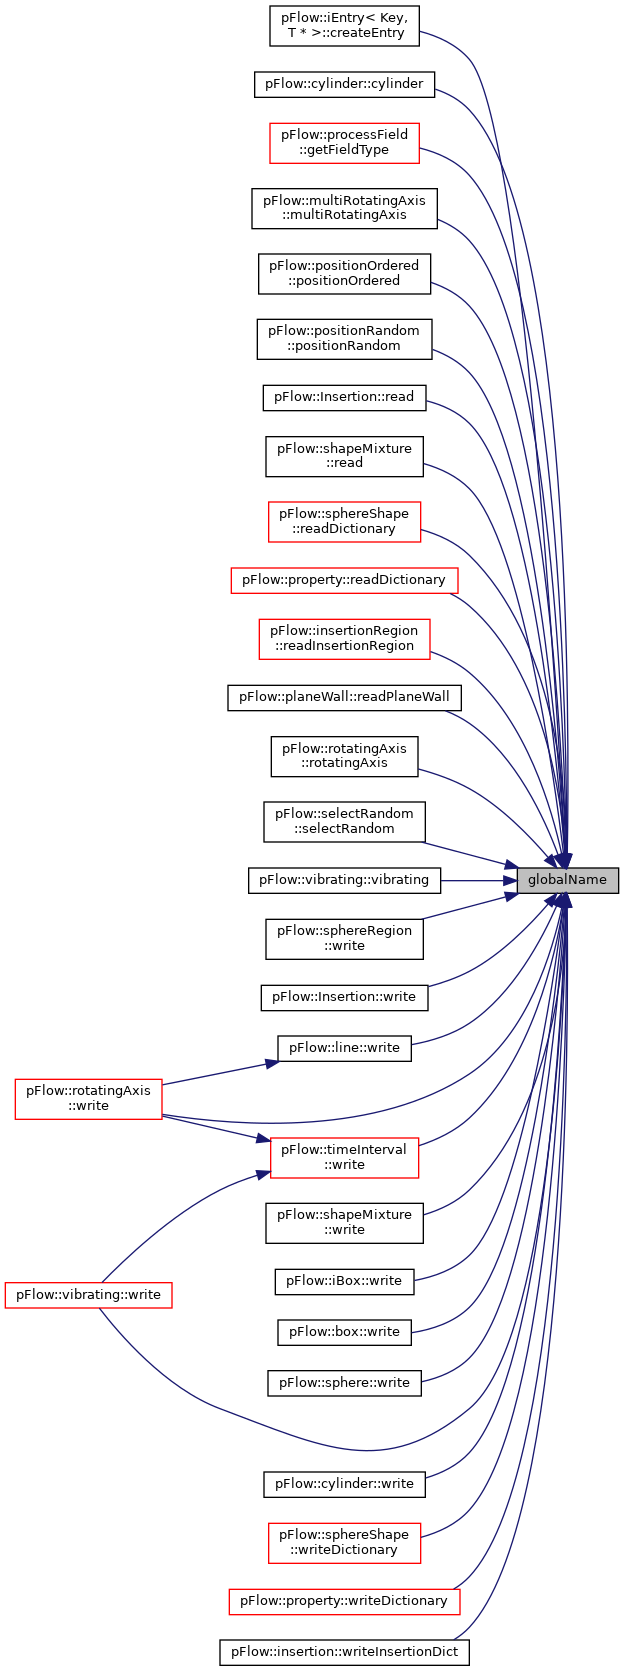 pFlow::iEntry< Key,
T * >::createEntry
pFlow::cylinder::cylinder
pFlow::processField
::getFieldType
pFlow::multiRotatingAxis
::multiRotatingAxis
pFlow::positionOrdered
::positionOrdered
pFlow::positionRandom
::positionRandom
pFlow::Insertion::read
pFlow::shapeMixture
::read
pFlow::sphereShape
::readDictionary
pFlow::property::readDictionary
pFlow::insertionRegion
::readInsertionRegion
pFlow::planeWall::readPlaneWall
pFlow::rotatingAxis
::rotatingAxis
pFlow::selectRandom
::selectRandom
pFlow::vibrating::vibrating
globalName
pFlow::sphereRegion
::write
pFlow::Insertion::write
pFlow::line::write
pFlow::rotatingAxis
::write
pFlow::timeInterval
::write
pFlow::shapeMixture
::write
pFlow::iBox::write
pFlow::vibrating::write
pFlow::box::write
pFlow::sphere::write
pFlow::cylinder::write
pFlow::sphereShape
::writeDictionary
pFlow::property::writeDictionary
pFlow::insertion::writeInsertionDict